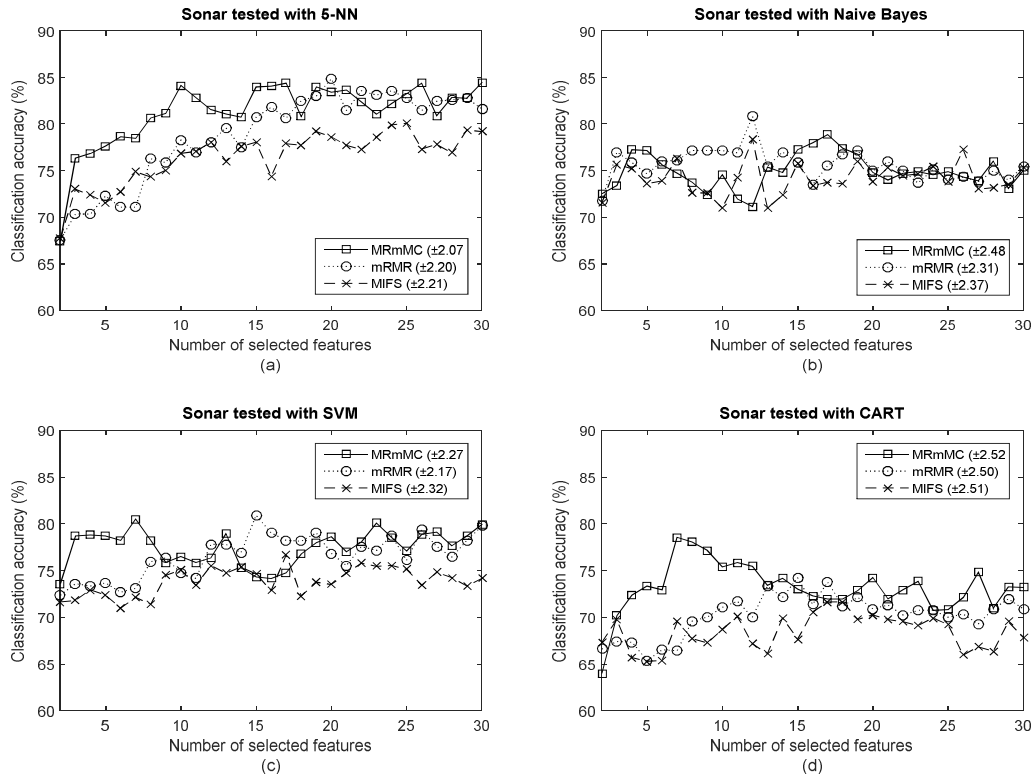 Sonar tested with 5-NN
90
85
80
75
70
65
60
Classification accuracy (%)
MRmMC (±2.07
mRMR (±2.20)
MIFS (±2.21)
5 10 15 20 25 30
Number of selected features
(a)
Sonar tested with Naive Bayes
90
85
80
75
70
65
60
Classification accuracy (%)
MRmMC (±2.48
mRMR (±2.31)
MIFS (±2.37)
5 10 15 20 25 30
Number of selected features
(b)
Sonar tested with SVM
90
85
80
75
70
65
60
Classification accuracy (%)
MRmMC (±2.27
mRMR (±2.17)
MIFS (±2.32)
5 10 15 20 25 30
Number of selected features
(c)
Sonar tested with CART
90
85
80
75
70
65
60
Classification accuracy (%)
MRmMC (±2.52
mRMR (±2.50)
MIFS (±2.51)
5 10 15 20 25 30
Number of selected features
(d)